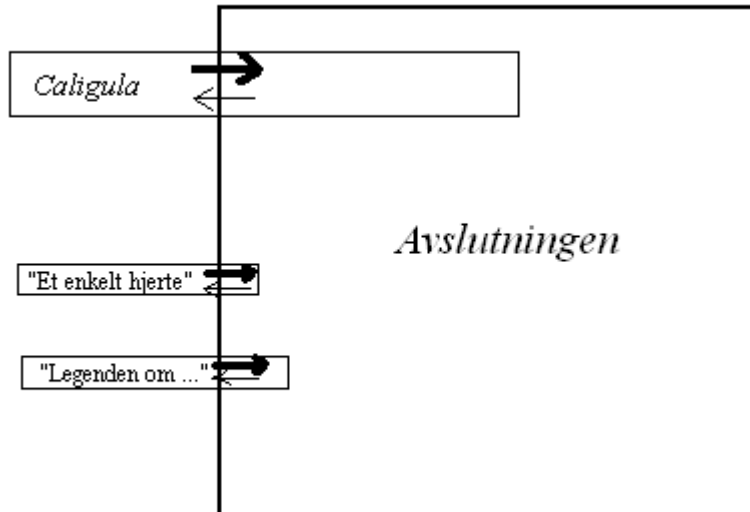 Caligula
Avslutningen
"Et enkelt hjerte"
"Legenden om ..."